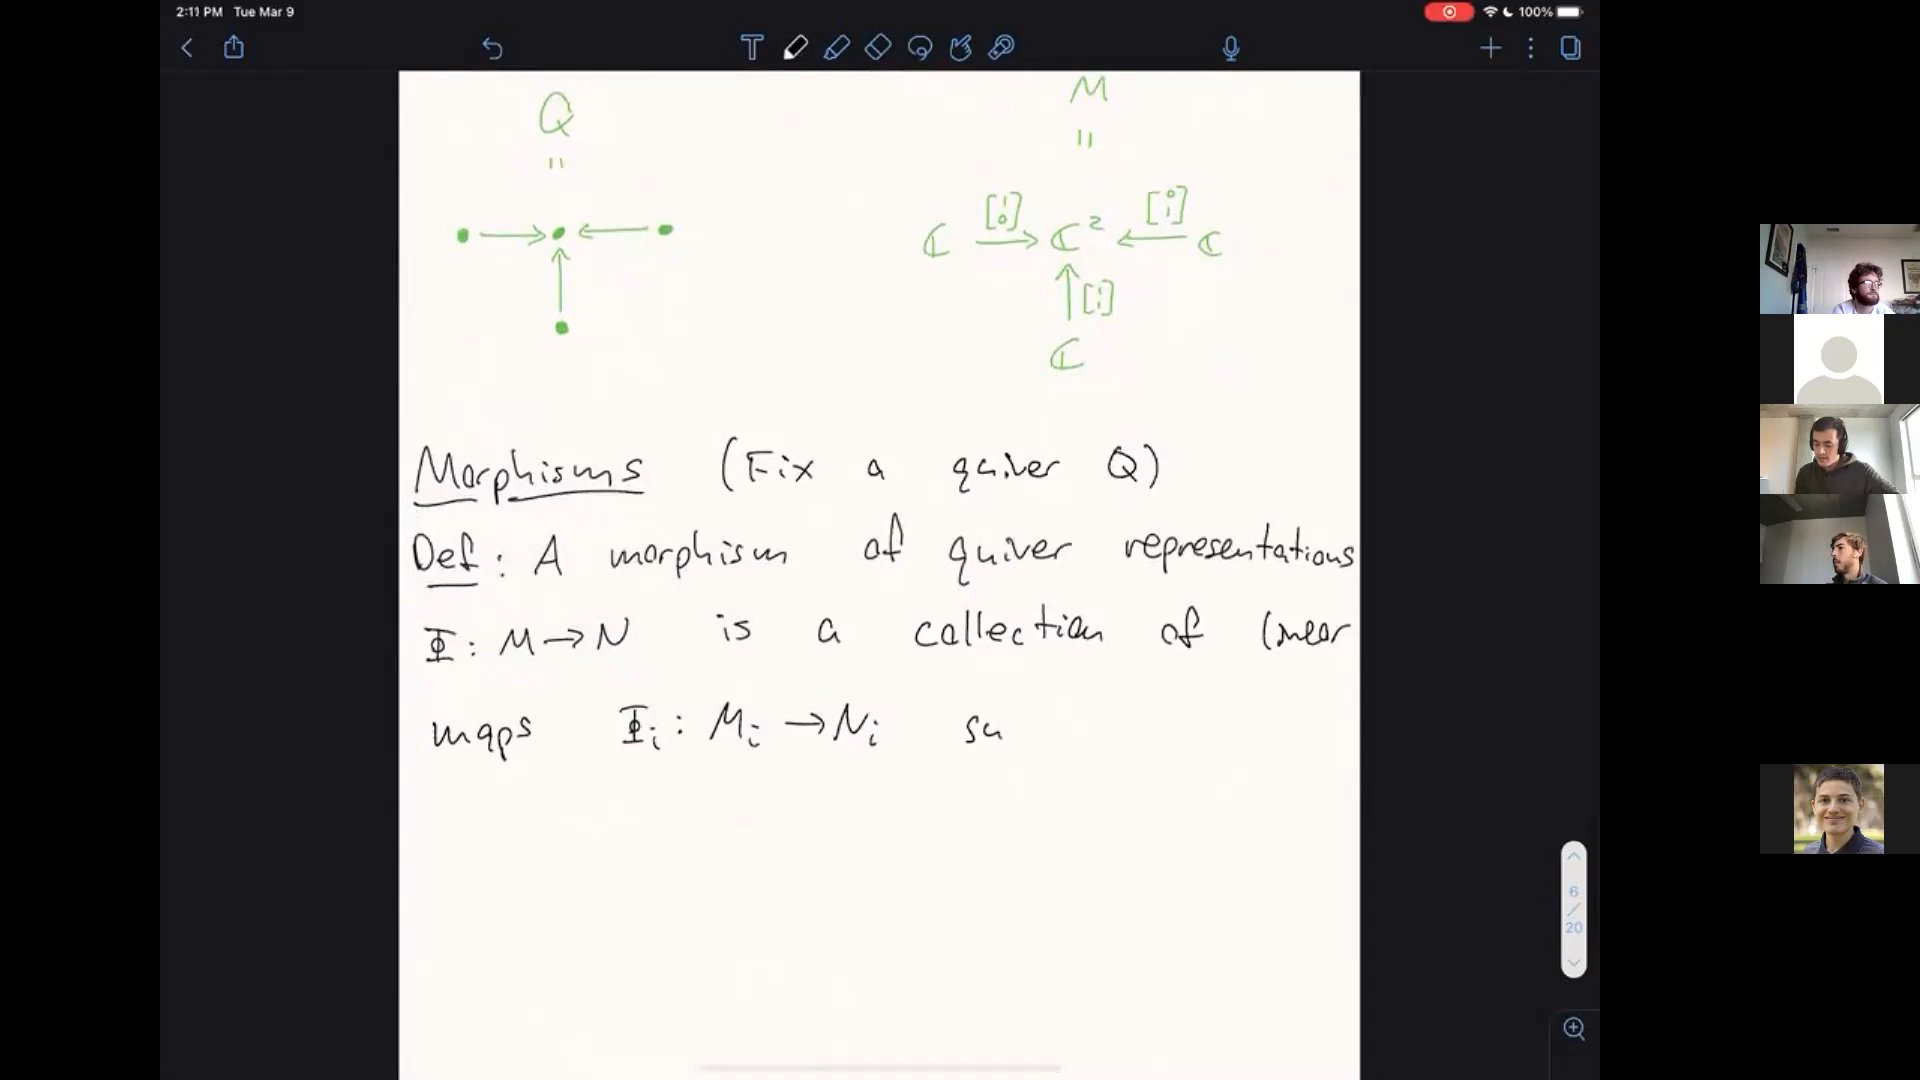 2:11 PM Tue Mar 9
100%
T
Q
=
M
=
ℂ [1 0] → ℂ² ← [0 1] ℂ
↑ [1 1]
ℂ
Morphisms (Fix a quiver Q)
Def: A morphism of quiver representations
Φ: M→N is a collection of linear
maps Φᵢ: Mᵢ→Nᵢ su
6
/
20